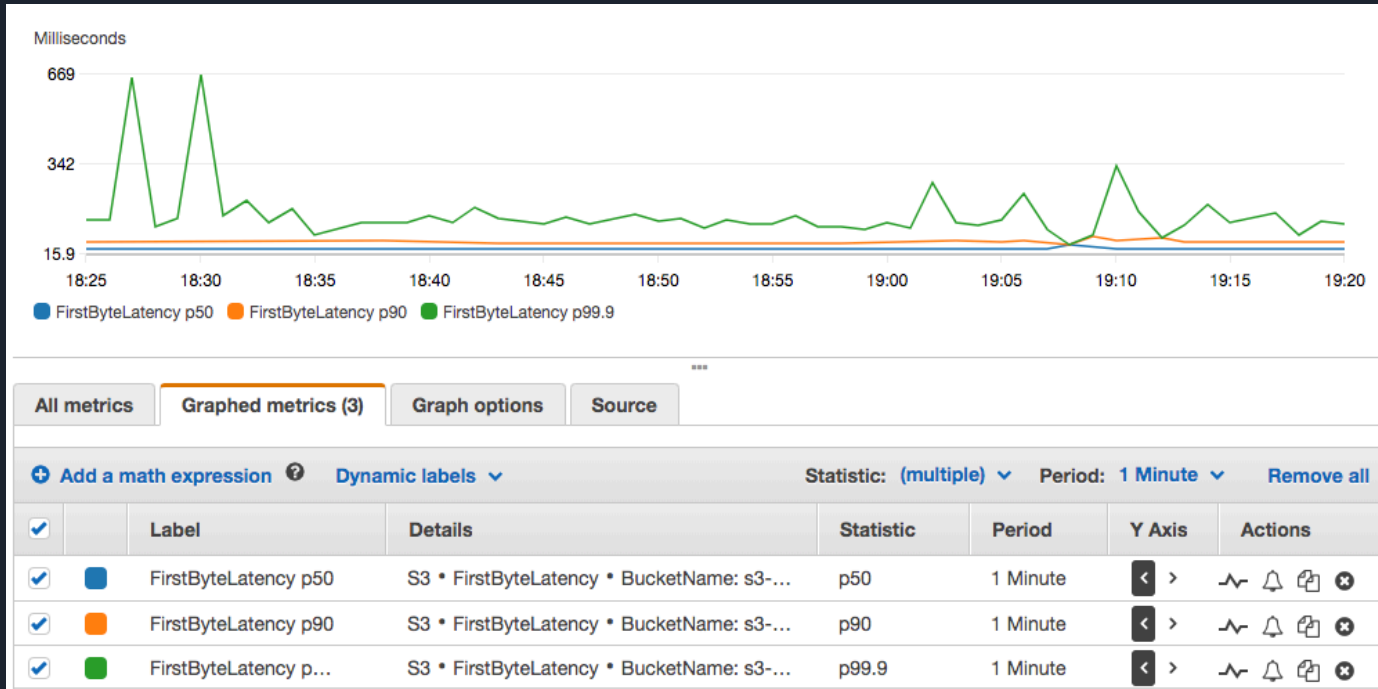 Milliseconds
669
342
15.9
18:25 18:30 18:35 18:40 18:45 18:50 18:55 19:00 19:05 19:10 19:15 19:20
FirstByteLatency p50 FirstByteLatency p90 FirstByteLatency p99.9
All metrics Graphed metrics (3) Graph options Source
Add a math expression ? Dynamic labels Statistic: (multiple) Period: 1 Minute Remove all
Label Details Statistic Period Y Axis Actions
FirstByteLatency p50 S3 • FirstByteLatency • BucketName: s3-... p50 1 Minute < >
FirstByteLatency p90 S3 • FirstByteLatency • BucketName: s3-... p90 1 Minute < >
FirstByteLatency p... S3 • FirstByteLatency • BucketName: s3-... p99.9 1 Minute < >